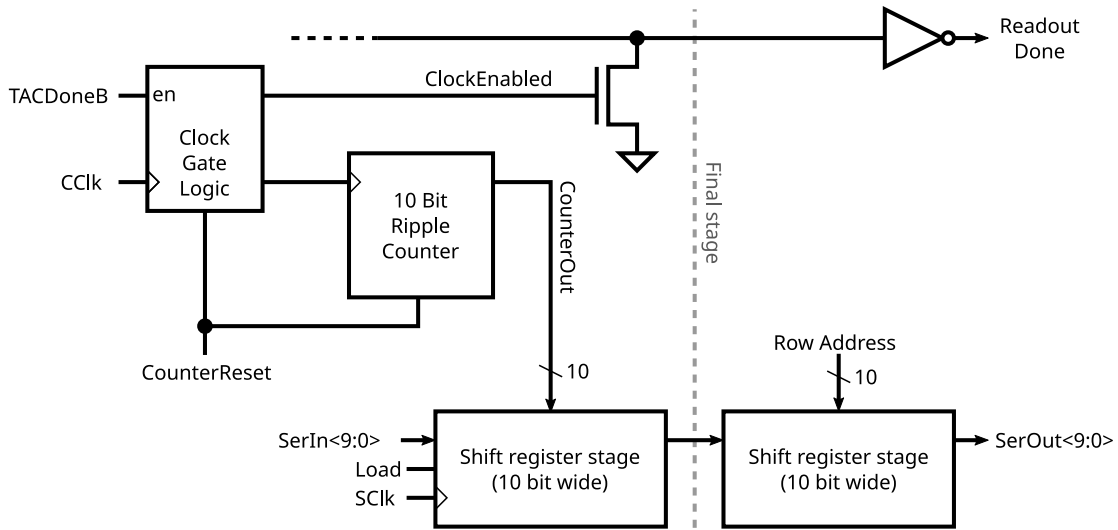 Readout
Done
ClockEnabled
TACDoneB
en
Clock
Gate
Logic
CClk
10 Bit
Ripple
Counter
CounterOut
Final stage
CounterReset
10
Row Address
10
SerIn<9:0>
Load
SClk
Shift register stage
(10 bit wide)
Shift register stage
(10 bit wide)
SerOut<9:0>